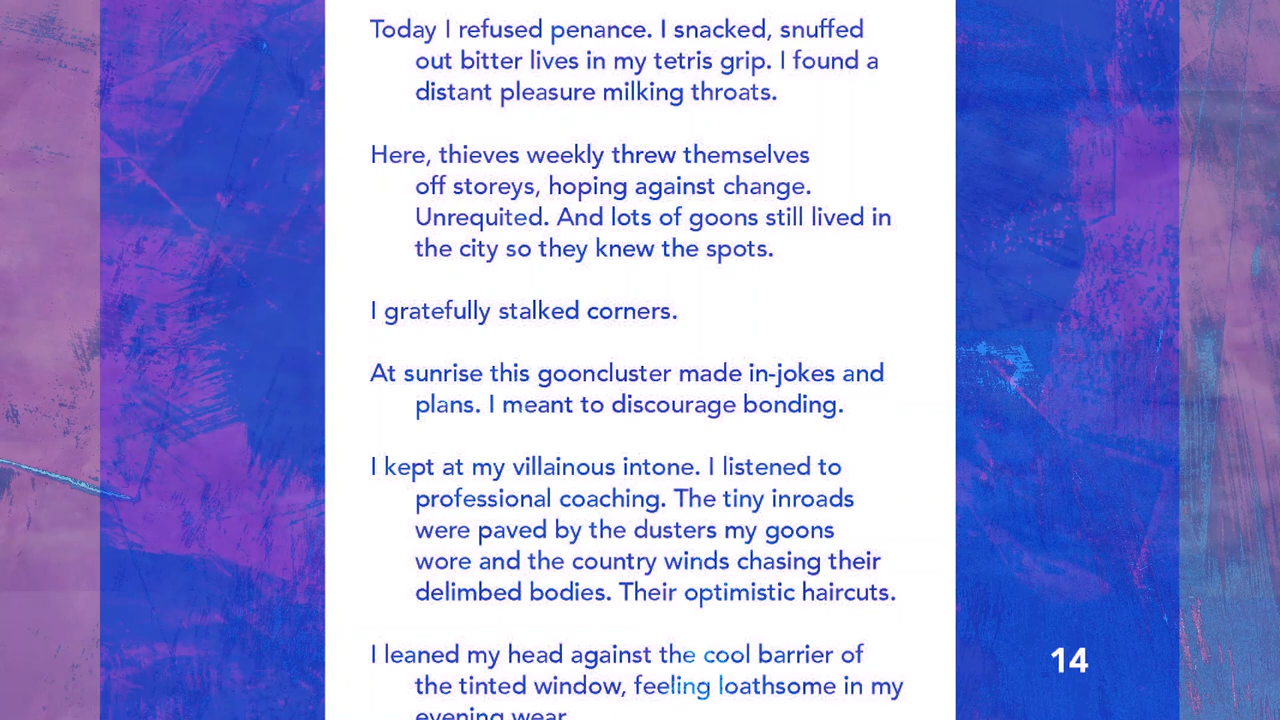 Today I refused penance. I snacked, snuffed
out bitter lives in my tetris grip. I found a
distant pleasure milking throats.
Here, thieves weekly threw themselves
off storeys, hoping against change.
Unrequited. And lots of goons still lived in
the city so they knew the spots.
I gratefully stalked corners.
At sunrise this gooncluster made in-jokes and
plans. I meant to discourage bonding.
I kept at my villainous intone. I listened to
professional coaching. The tiny inroads
were paved by the dusters my goons
wore and the country winds chasing their
delimbed bodies. Their optimistic haircuts.
I leaned my head against the cool barrier of
the tinted window, feeling loathsome in my
evening wear.
14